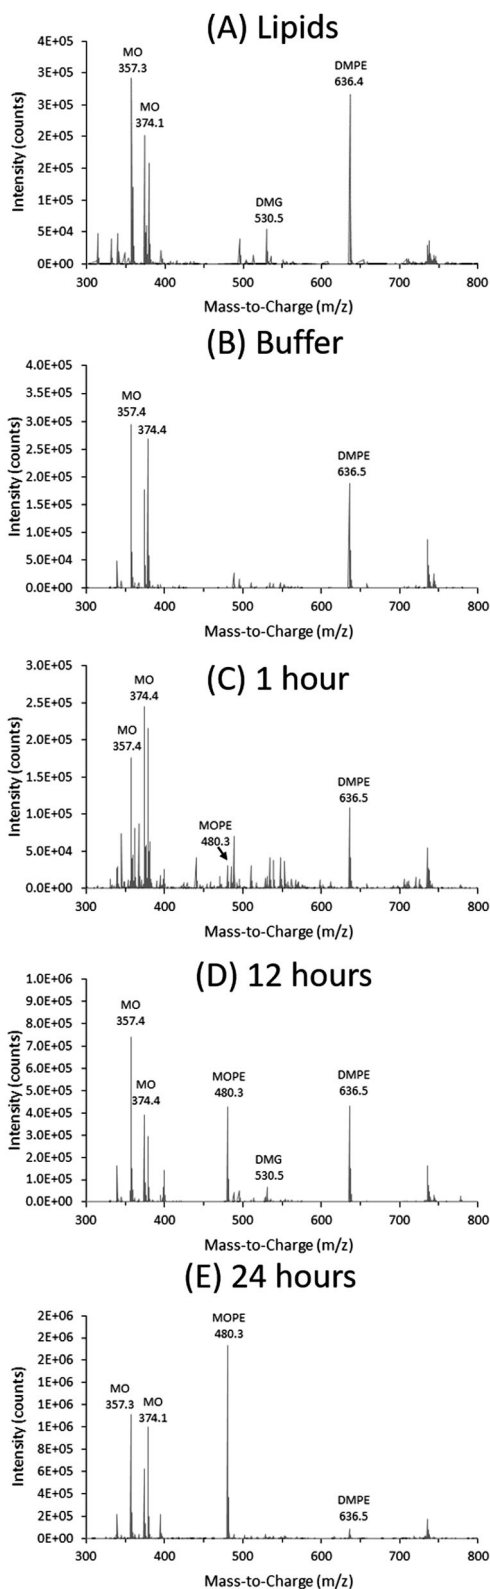 (A) Lipids
4E+05
3E+05
3E+05
2E+05
2E+05
1E+05
5E+04
0E+00
Intensity (counts)
MO
357.3
MO
374.1
DMG
530.5
DMPE
636.4
300 400 500 600 700 800
Mass-to-Charge (m/z)
(B) Buffer
4.0E+05
3.5E+05
3.0E+05
2.5E+05
2.0E+05
1.5E+05
1.0E+05
5.0E+04
0.0E+00
Intensity (counts)
MO
357.4
374.4
DMPE
636.5
300 400 500 600 700 800
Mass-to-Charge (m/z)
(C) 1 hour
3.0E+05
2.5E+05
2.0E+05
1.5E+05
1.0E+05
5.0E+04
0.0E+00
Intensity (counts)
MO
374.4
MO
357.4
MOPE
480.3
DMPE
636.5
300 400 500 600 700 800
Mass-to-Charge (m/z)
(D) 12 hours
1.0E+06
9.0E+05
8.0E+05
7.0E+05
6.0E+05
5.0E+05
4.0E+05
3.0E+05
2.0E+05
1.0E+05
0.0E+00
Intensity (counts)
MO
357.4
MO
374.4
MOPE
480.3
DMG
530.5
DMPE
636.5
300 400 500 600 700 800
Mass-to-Charge (m/z)
(E) 24 hours
2E+06
2E+06
2E+06
1E+06
1E+06
1E+06
8E+05
6E+05
4E+05
2E+05
0E+00
Intensity (counts)
MO
357.3
MO
374.1
MOPE
480.3
DMPE
636.5
300 400 500 600 700 800
Mass-to-Charge (m/z)